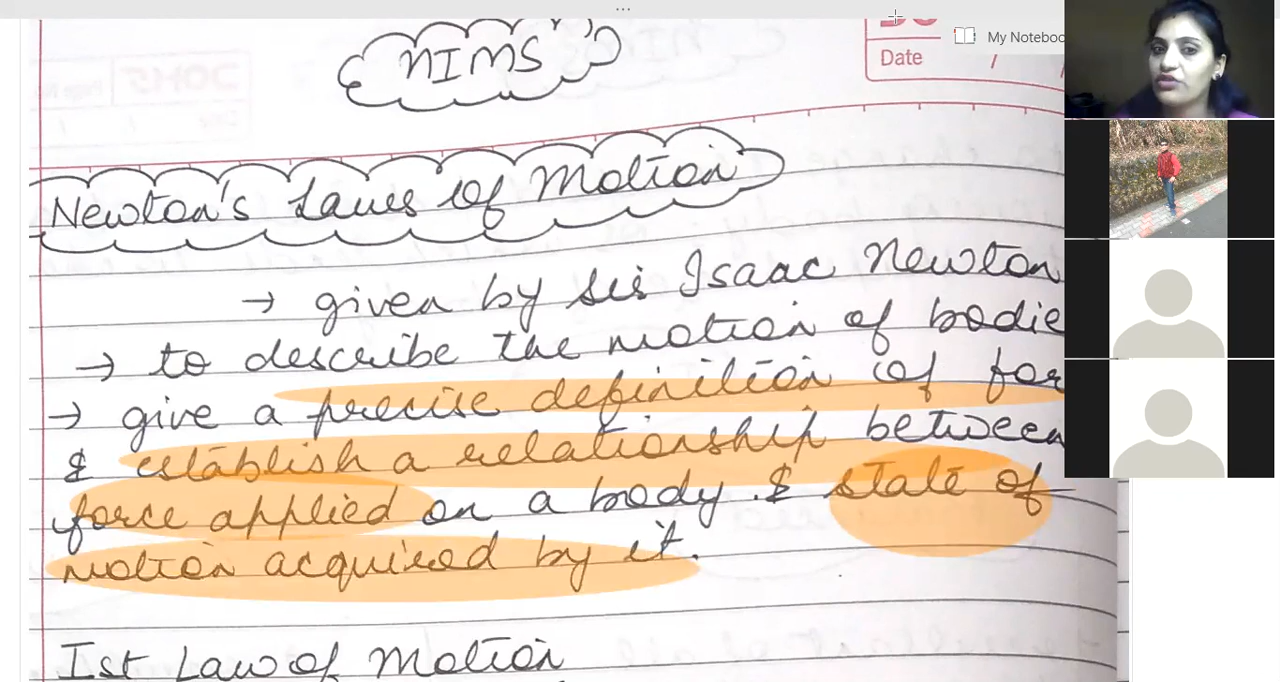 My Noteboo
Date / /
NIMS
Newton's Laws of Motion
→ given by Sir Isaac Newton
→ to describe the motion of bodie
→ give a precise definition of for
& establish a relationship between
force applied on a body & state of
motion acquired by it.
Ist Law of Motion